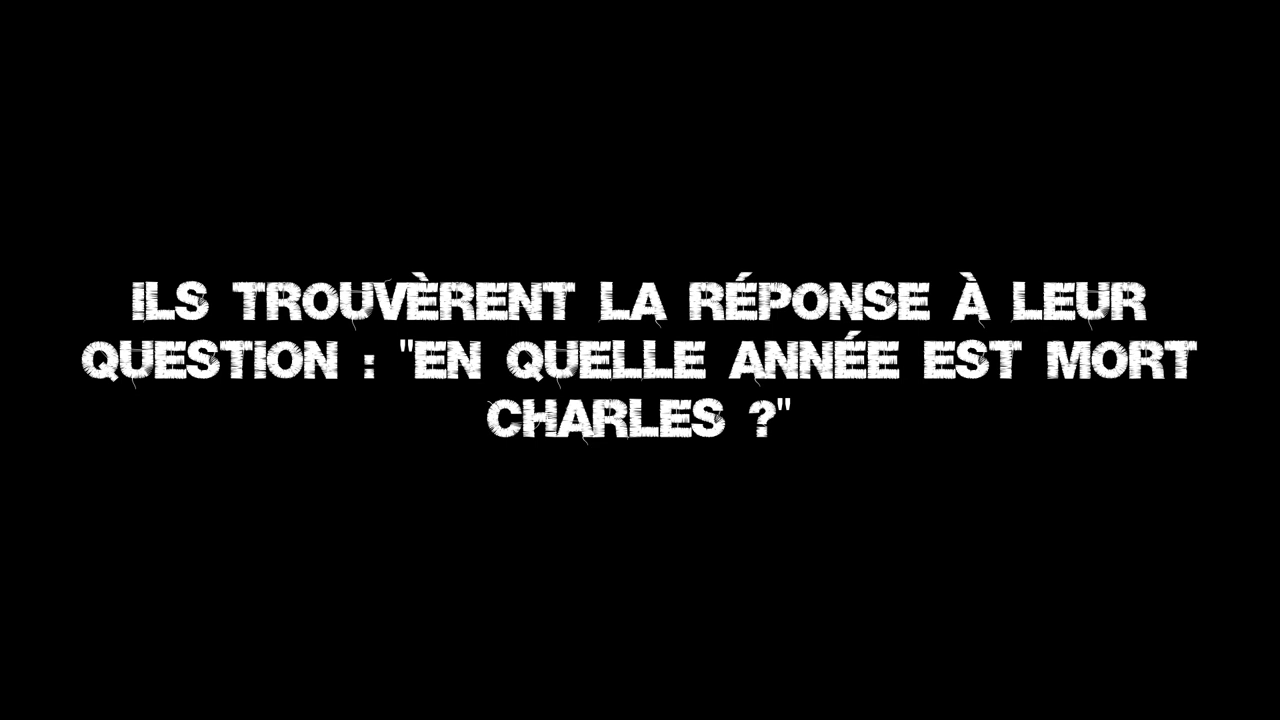 ILS TROUVÈRENT LA RÉPONSE À LEUR
QUESTION : "EN QUELLE ANNÉE EST MORT
CHARLES ?"